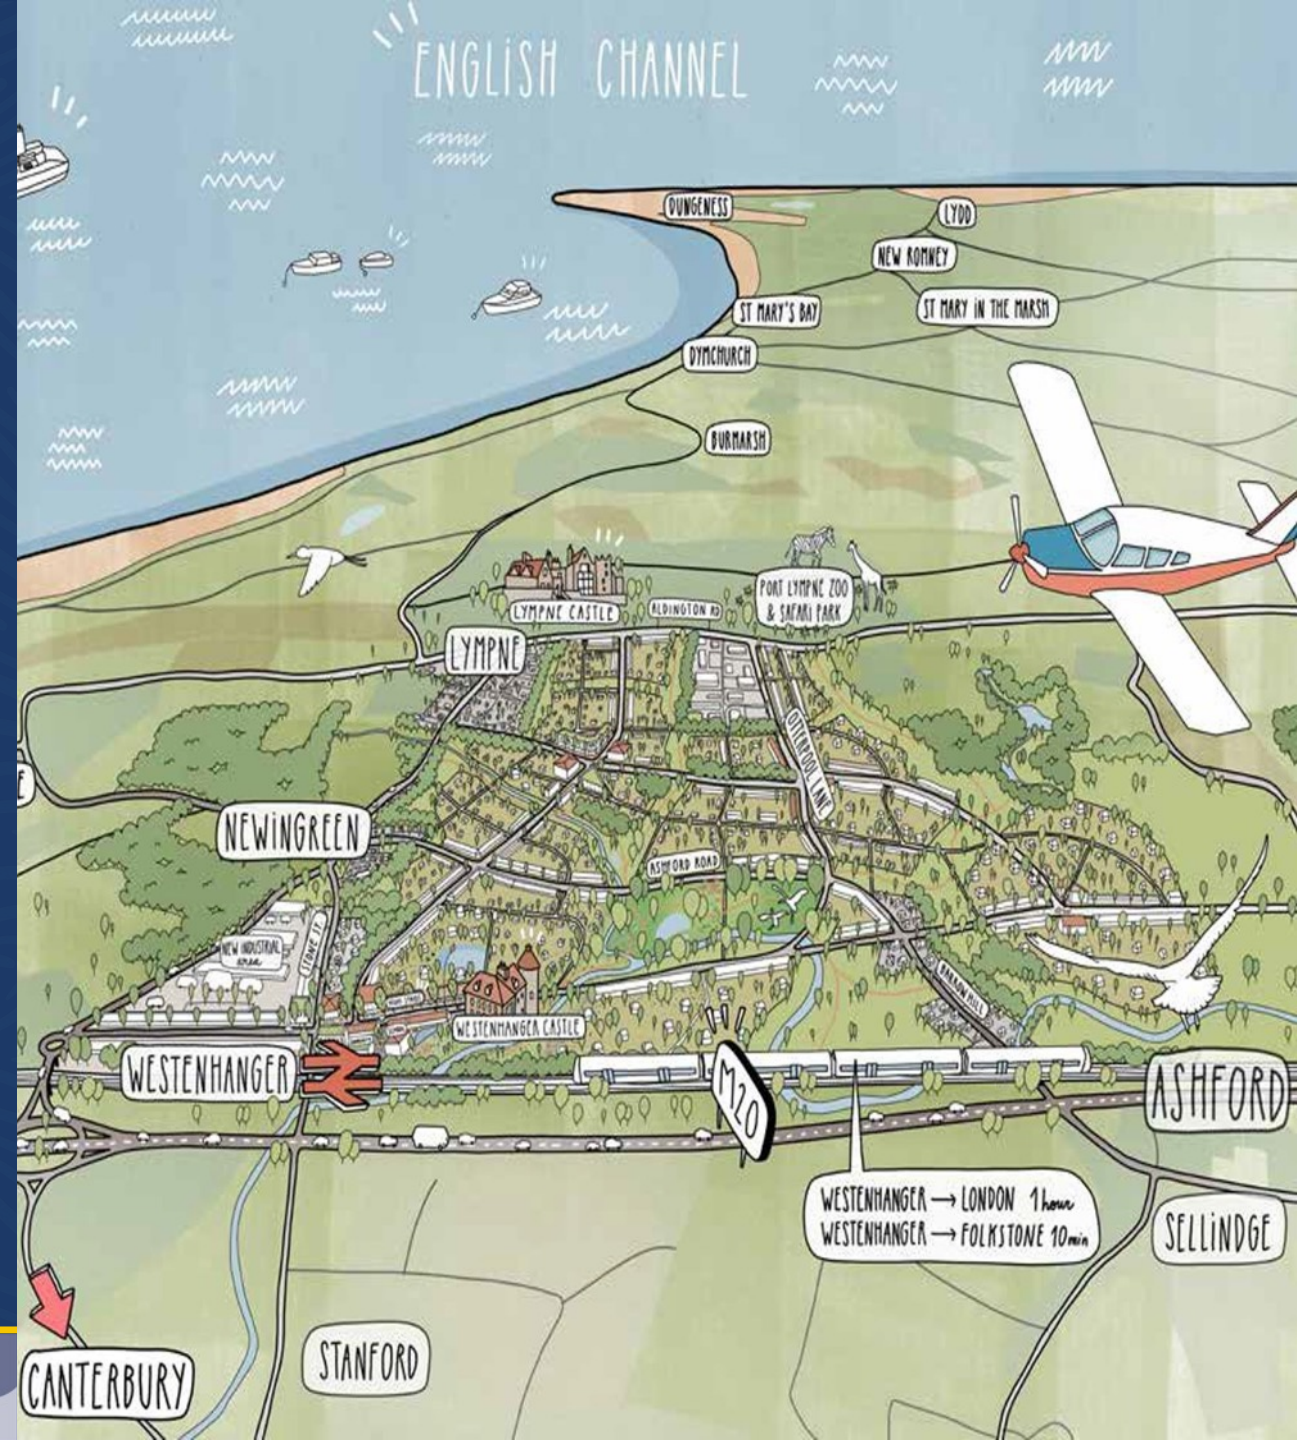 ENGLISH CHANNEL
DUNGENESS
LYDD
NEW ROMNEY
ST MARY'S BAY
ST MARY IN THE MARSH
DYMCHURCH
BURMARSH
LYMPNE CASTLE
ALDINGTON RD
PORT LYMPNE ZOO
& SAFARI PARK
LYMPNE
OTTERPOOL LANE
E
NEWINGREEN
ASHFORD ROAD
NEW INDUSTRIAL
area
STONE ST.
BARROW HILL
WESTENHANGER CASTLE
WESTENHANGER
M20
ASHFORD
WESTENHANGER → LONDON 1 hour
WESTENHANGER → FOLKSTONE 10 min
SELLINDGE
STANFORD
CANTERBURY